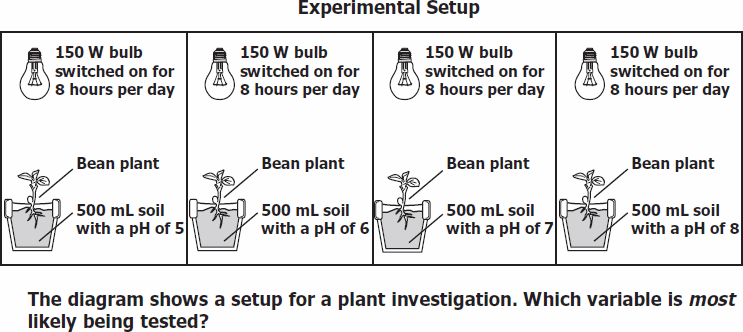 Experimental Setup
150 W bulb
switched on for
8 hours per day
Bean plant
500 mL soil
with a pH of 5
150 W bulb
switched on for
8 hours per day
Bean plant
500 mL soil
with a pH of 6
150 W bulb
switched on for
8 hours per day
Bean plant
500 mL soil
with a pH of 7
150 W bulb
switched on for
8 hours per day
Bean plant
500 mL soil
with a pH of 8
The diagram shows a setup for a plant investigation. Which variable is most
likely being tested?